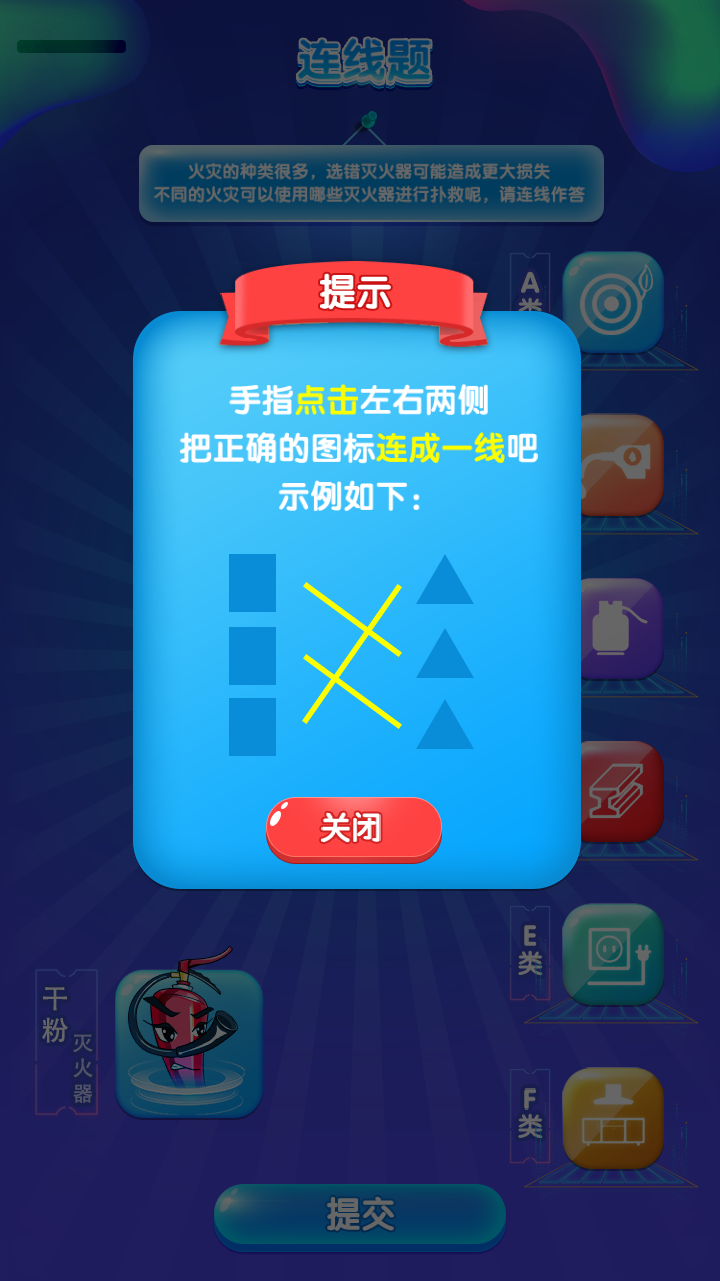 连线题
火灾的种类很多，选错灭火器可能造成更大损失
不同的火灾可以使用哪些灭火器进行扑救呢，请连线作答
A类
提示
手指点击左右两侧
把正确的图标连成一线吧
示例如下：
关闭
E类
干粉
灭火器
F类
提交